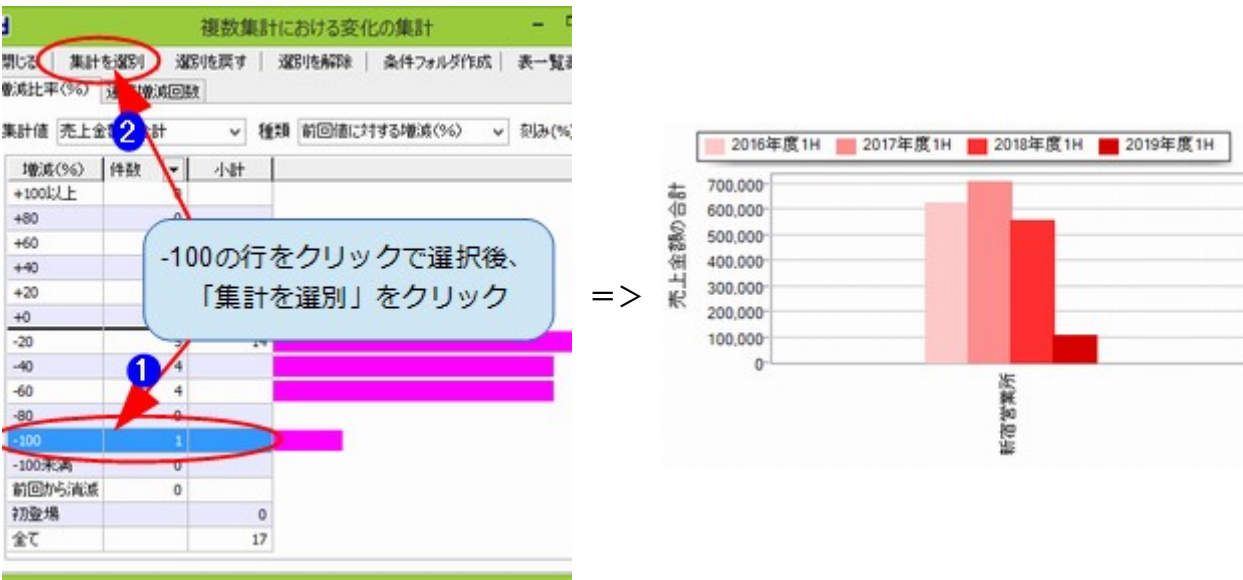 複数集計における変化の集計
集計を選別 選別を戻す 選別を解除 条件フォルダ作成 表一覧
増減比率(%)
集計値 売上金 計 種類 前回値に対する増減(%) 刻み(%)
増減(%) 件数 小計
+100以上
+80 0
+60
+40
+20
+0
-20 3 14
-40 4
-60 4
-80 0
-100 1
-100未満 0
前回から消滅 0
初登場 0
全て 17
2
1
-100の行をクリックで選択後、
「集計を選別」をクリック
=>
2016年度1H 2017年度1H 2018年度1H 2019年度1H
売上金額の合計
700,000
600,000
500,000
400,000
300,000
200,000
100,000
0
新宿営業所